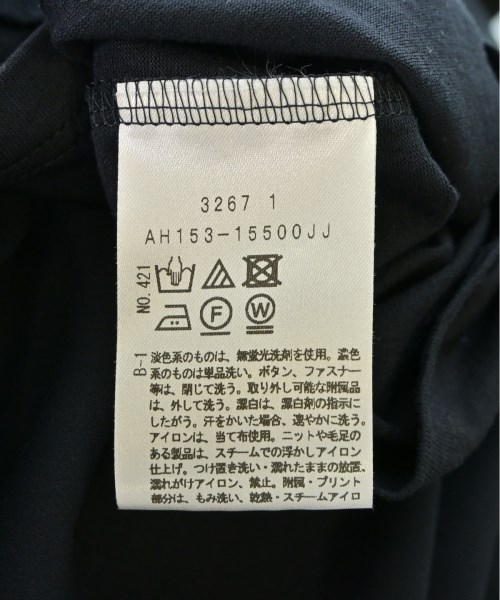 3267 1
AH153-15500JJ
NO.421
F
W
B-1
淡色系のものは、無蛍光洗剤を使用。濃色
系のものは単品洗い。ボタン、ファスナー
等は、閉じて洗う。取り外し可能な附属品
は、外して洗う。漂白は、漂白剤の指示に
したがう。汗をかいた場合、速やかに洗う。
アイロンは、当て布使用。ニットや毛足の
ある製品は、スチームでの浮かしアイロン
仕上げ。つけ置き洗い・濡れたままの放置、
濡れがけアイロン、禁止。附属・プリント
部分は、もみ洗い、乾熱・スチームアイロ